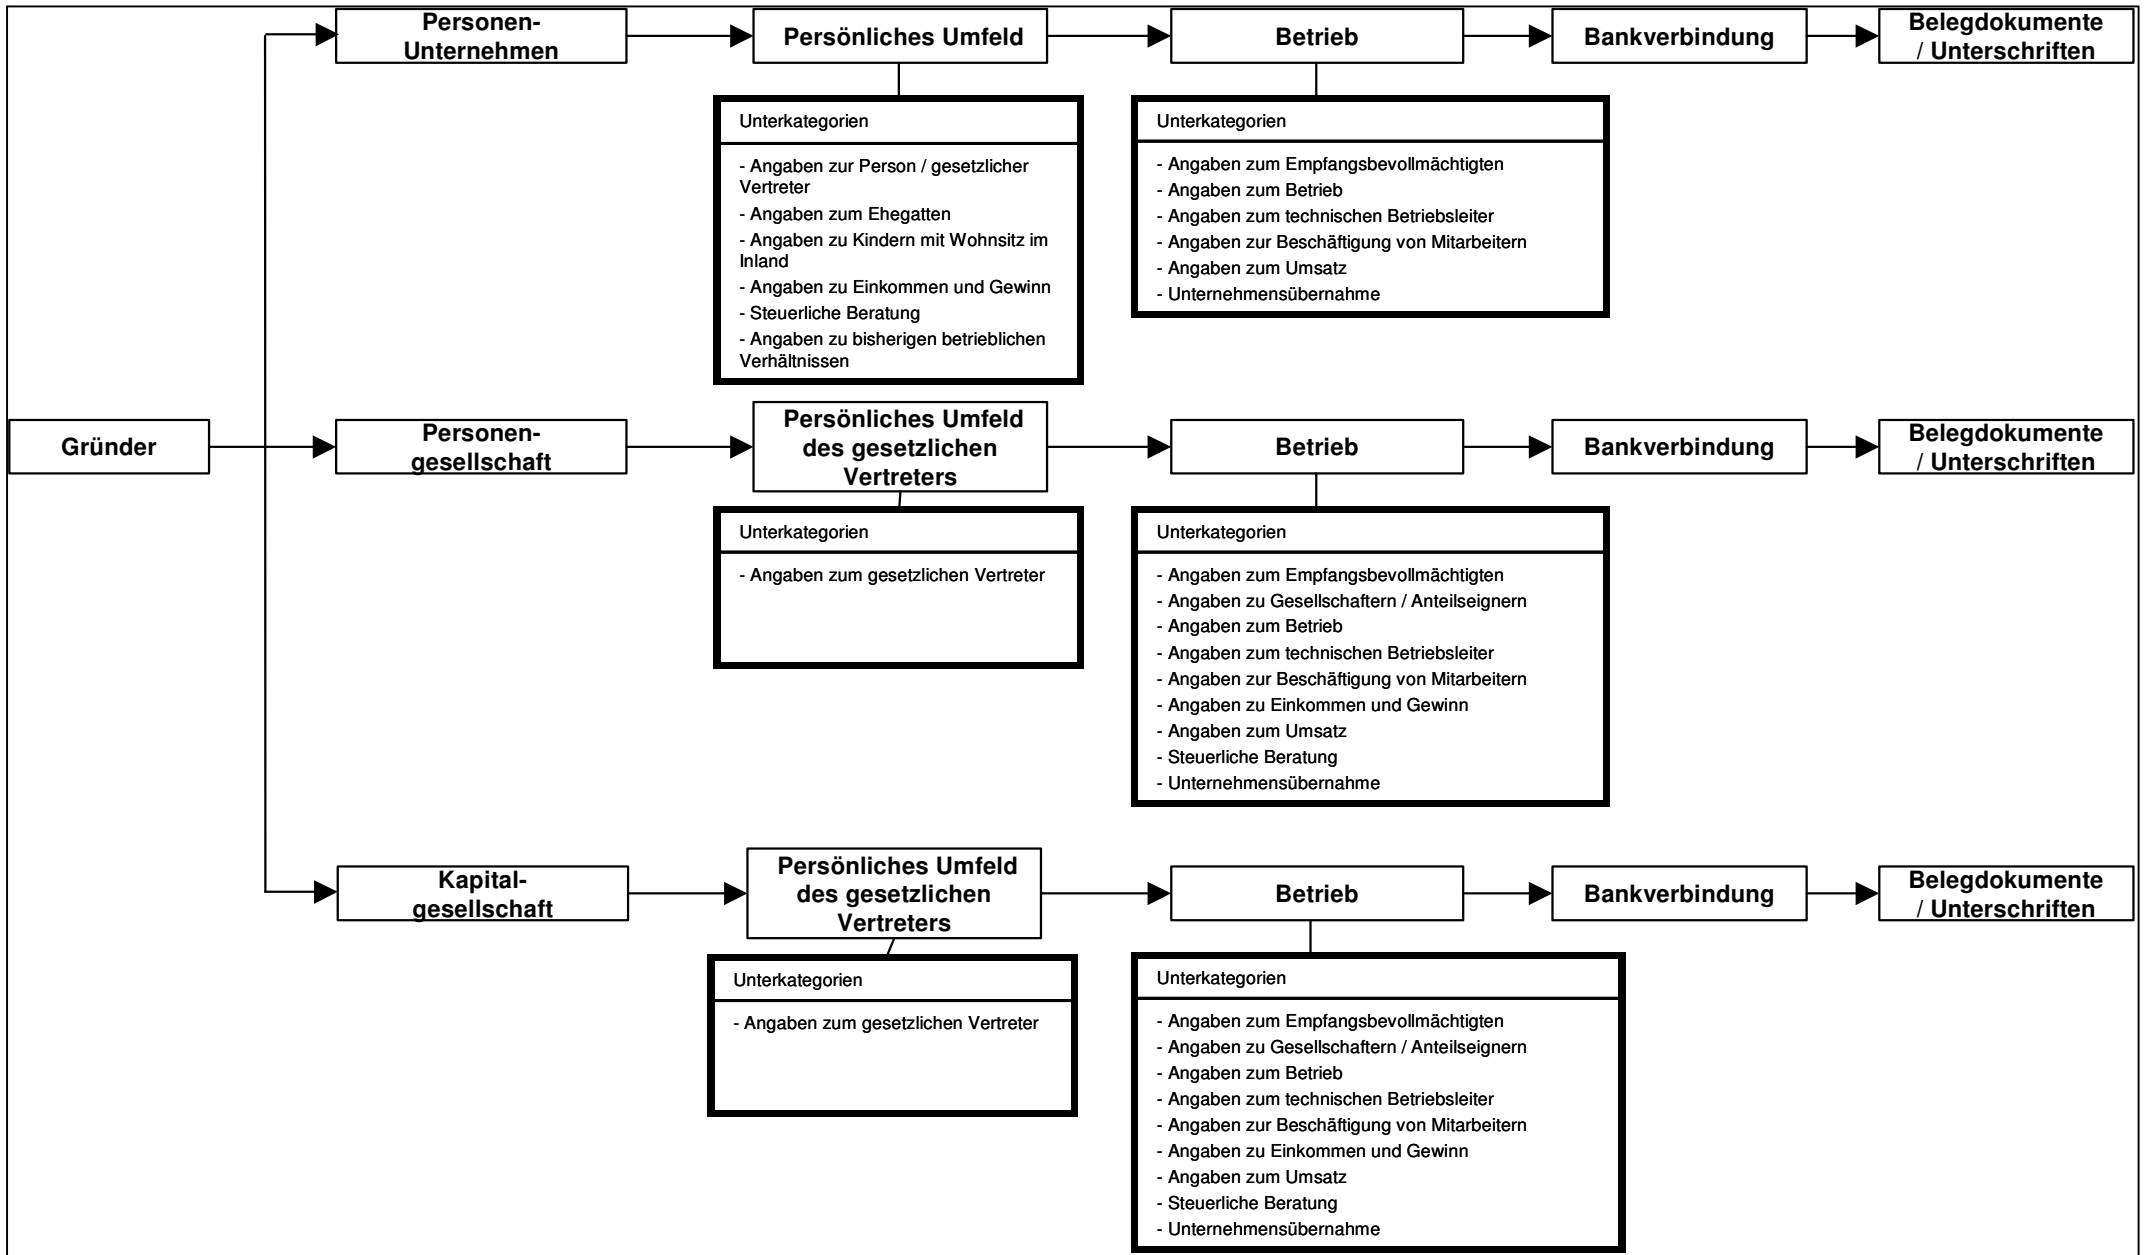 Personen-
Unternehmen
Persönliches Umfeld
Betrieb
Bankverbindung
Belegdokumente
/ Unterschriften
Unterkategorien
- Angaben zur Person / gesetzlicher
Vertreter
- Angaben zum Ehegatten
- Angaben zu Kindern mit Wohnsitz im
Inland
- Angaben zu Einkommen und Gewinn
- Steuerliche Beratung
- Angaben zu bisherigen betrieblichen
Verhältnissen
Unterkategorien
- Angaben zum Empfangsbevollmächtigten
- Angaben zum Betrieb
- Angaben zum technischen Betriebsleiter
- Angaben zur Beschäftigung von Mitarbeitern
- Angaben zum Umsatz
- Unternehmensübernahme
Gründer
Personen-
gesellschaft
Persönliches Umfeld
des gesetzlichen
Vertreters
Betrieb
Bankverbindung
Belegdokumente
/ Unterschriften
Unterkategorien
- Angaben zum gesetzlichen Vertreter
Unterkategorien
- Angaben zum Empfangsbevollmächtigten
- Angaben zu Gesellschaftern / Anteilseignern
- Angaben zum Betrieb
- Angaben zum technischen Betriebsleiter
- Angaben zur Beschäftigung von Mitarbeitern
- Angaben zu Einkommen und Gewinn
- Angaben zum Umsatz
- Steuerliche Beratung
- Unternehmensübernahme
Kapital-
gesellschaft
Persönliches Umfeld
des gesetzlichen
Vertreters
Betrieb
Bankverbindung
Belegdokumente
/ Unterschriften
Unterkategorien
- Angaben zum gesetzlichen Vertreter
Unterkategorien
- Angaben zum Empfangsbevollmächtigten
- Angaben zu Gesellschaftern / Anteilseignern
- Angaben zum Betrieb
- Angaben zum technischen Betriebsleiter
- Angaben zur Beschäftigung von Mitarbeitern
- Angaben zu Einkommen und Gewinn
- Angaben zum Umsatz
- Steuerliche Beratung
- Unternehmensübernahme